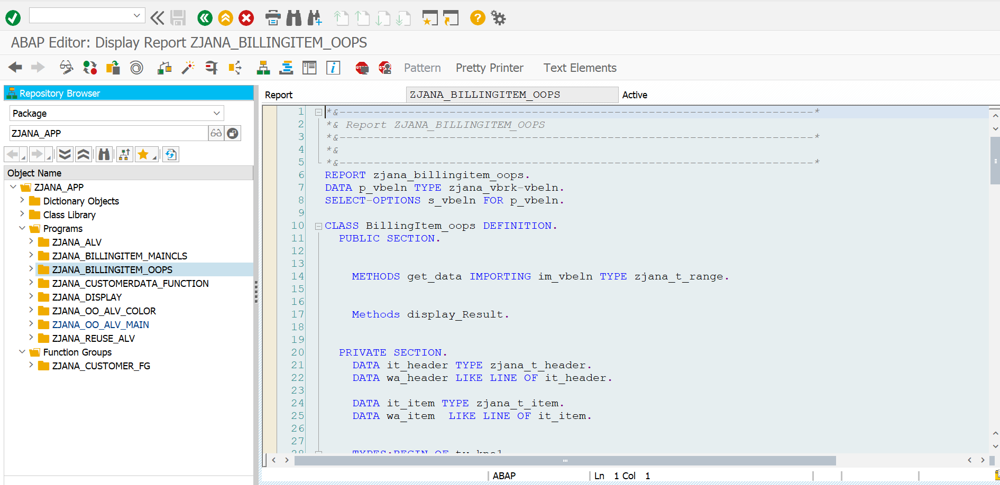 ABAP Editor: Display Report ZJANA_BILLINGITEM_OOPS
Pattern Pretty Printer Text Elements
Repository Browser
Package
ZJANA_APP
Object Name
ZJANA_APP
Dictionary Objects
Class Library
Programs
ZJANA_ALV
ZJANA_BILLINGITEM_MAINCLS
ZJANA_BILLINGITEM_OOPS
ZJANA_CUSTOMERDATA_FUNCTION
ZJANA_DISPLAY
ZJANA_OO_ALV_COLOR
ZJANA_OO_ALV_MAIN
ZJANA_REUSE_ALV
Function Groups
ZJANA_CUSTOMER_FG
Report ZJANA_BILLINGITEM_OOPS Active
1 *&---------------------------------------------------------------------*
2 *& Report ZJANA_BILLINGITEM_OOPS
3 *&---------------------------------------------------------------------*
4 *&
5 *&---------------------------------------------------------------------*
6 REPORT zjana_billingitem_oops.
7 DATA p_vbeln TYPE zjana_vbrk-vbeln.
8 SELECT-OPTIONS s_vbeln FOR p_vbeln.
9
10 CLASS BillingItem_oops DEFINITION.
11 PUBLIC SECTION.
12
13
14 METHODS get_data IMPORTING im_vbeln TYPE zjana_t_range.
15
16
17 Methods display_Result.
18
19
20 PRIVATE SECTION.
21 DATA it_header TYPE zjana_t_header.
22 DATA wa_header LIKE LINE OF it_header.
23
24 DATA it_item TYPE zjana_t_item.
25 DATA wa_item LIKE LINE OF it_item.
26
27
28 TYPES:BEGIN OF
ABAP Ln 1 Col 1